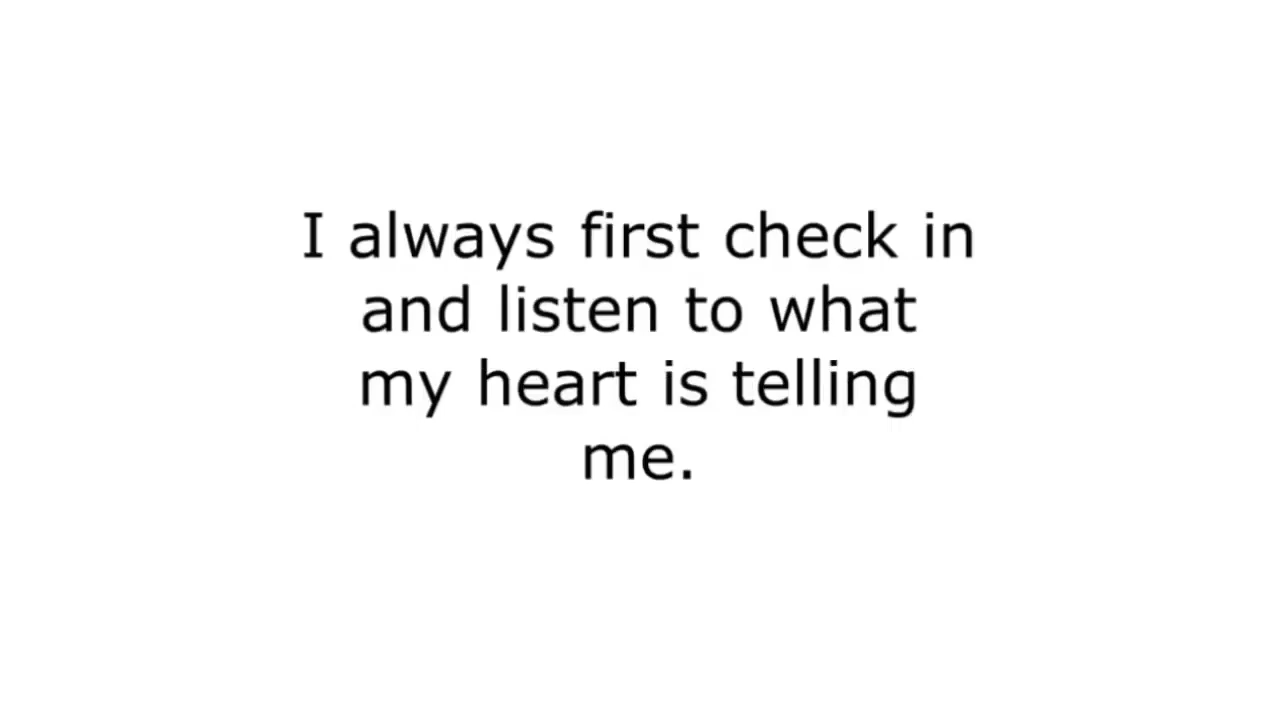 I always first check in
and listen to what
my heart is telling
me.